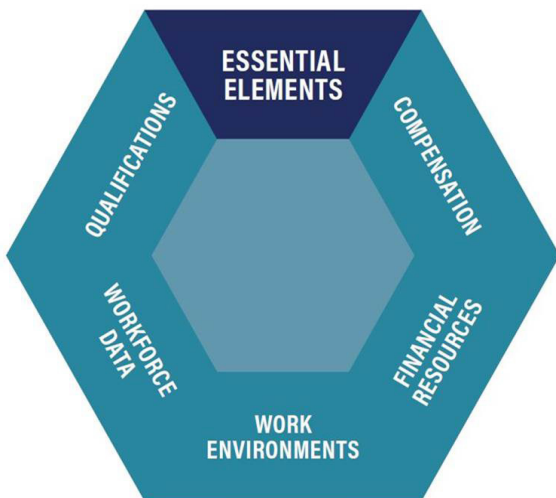 ESSENTIAL
ELEMENTS
COMPENSATION
FINANCIAL
RESOURCES
WORK
ENVIRONMENTS
WORKFORCE
DATA
QUALIFICATIONS